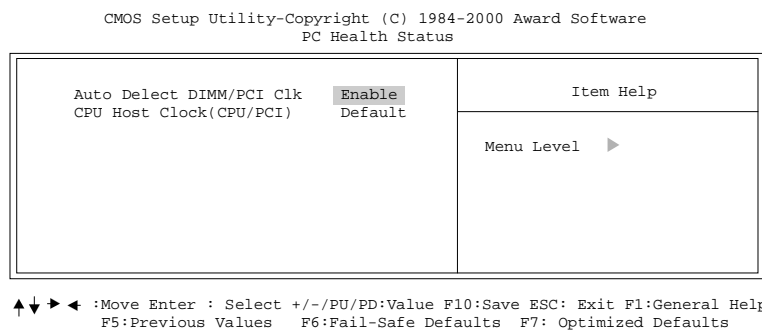 CMOS Setup Utility-Copyright (C) 1984-2000 Award Software
PC Health Status
Auto Delect DIMM/PCI Clk Enable
CPU Host Clock(CPU/PCI) Default
Item Help
Menu Level
:Move Enter : Select +/-/PU/PD:Value F10:Save ESC: Exit F1:General Help
F5:Previous Values F6:Fail-Safe Defaults F7: Optimized Defaults